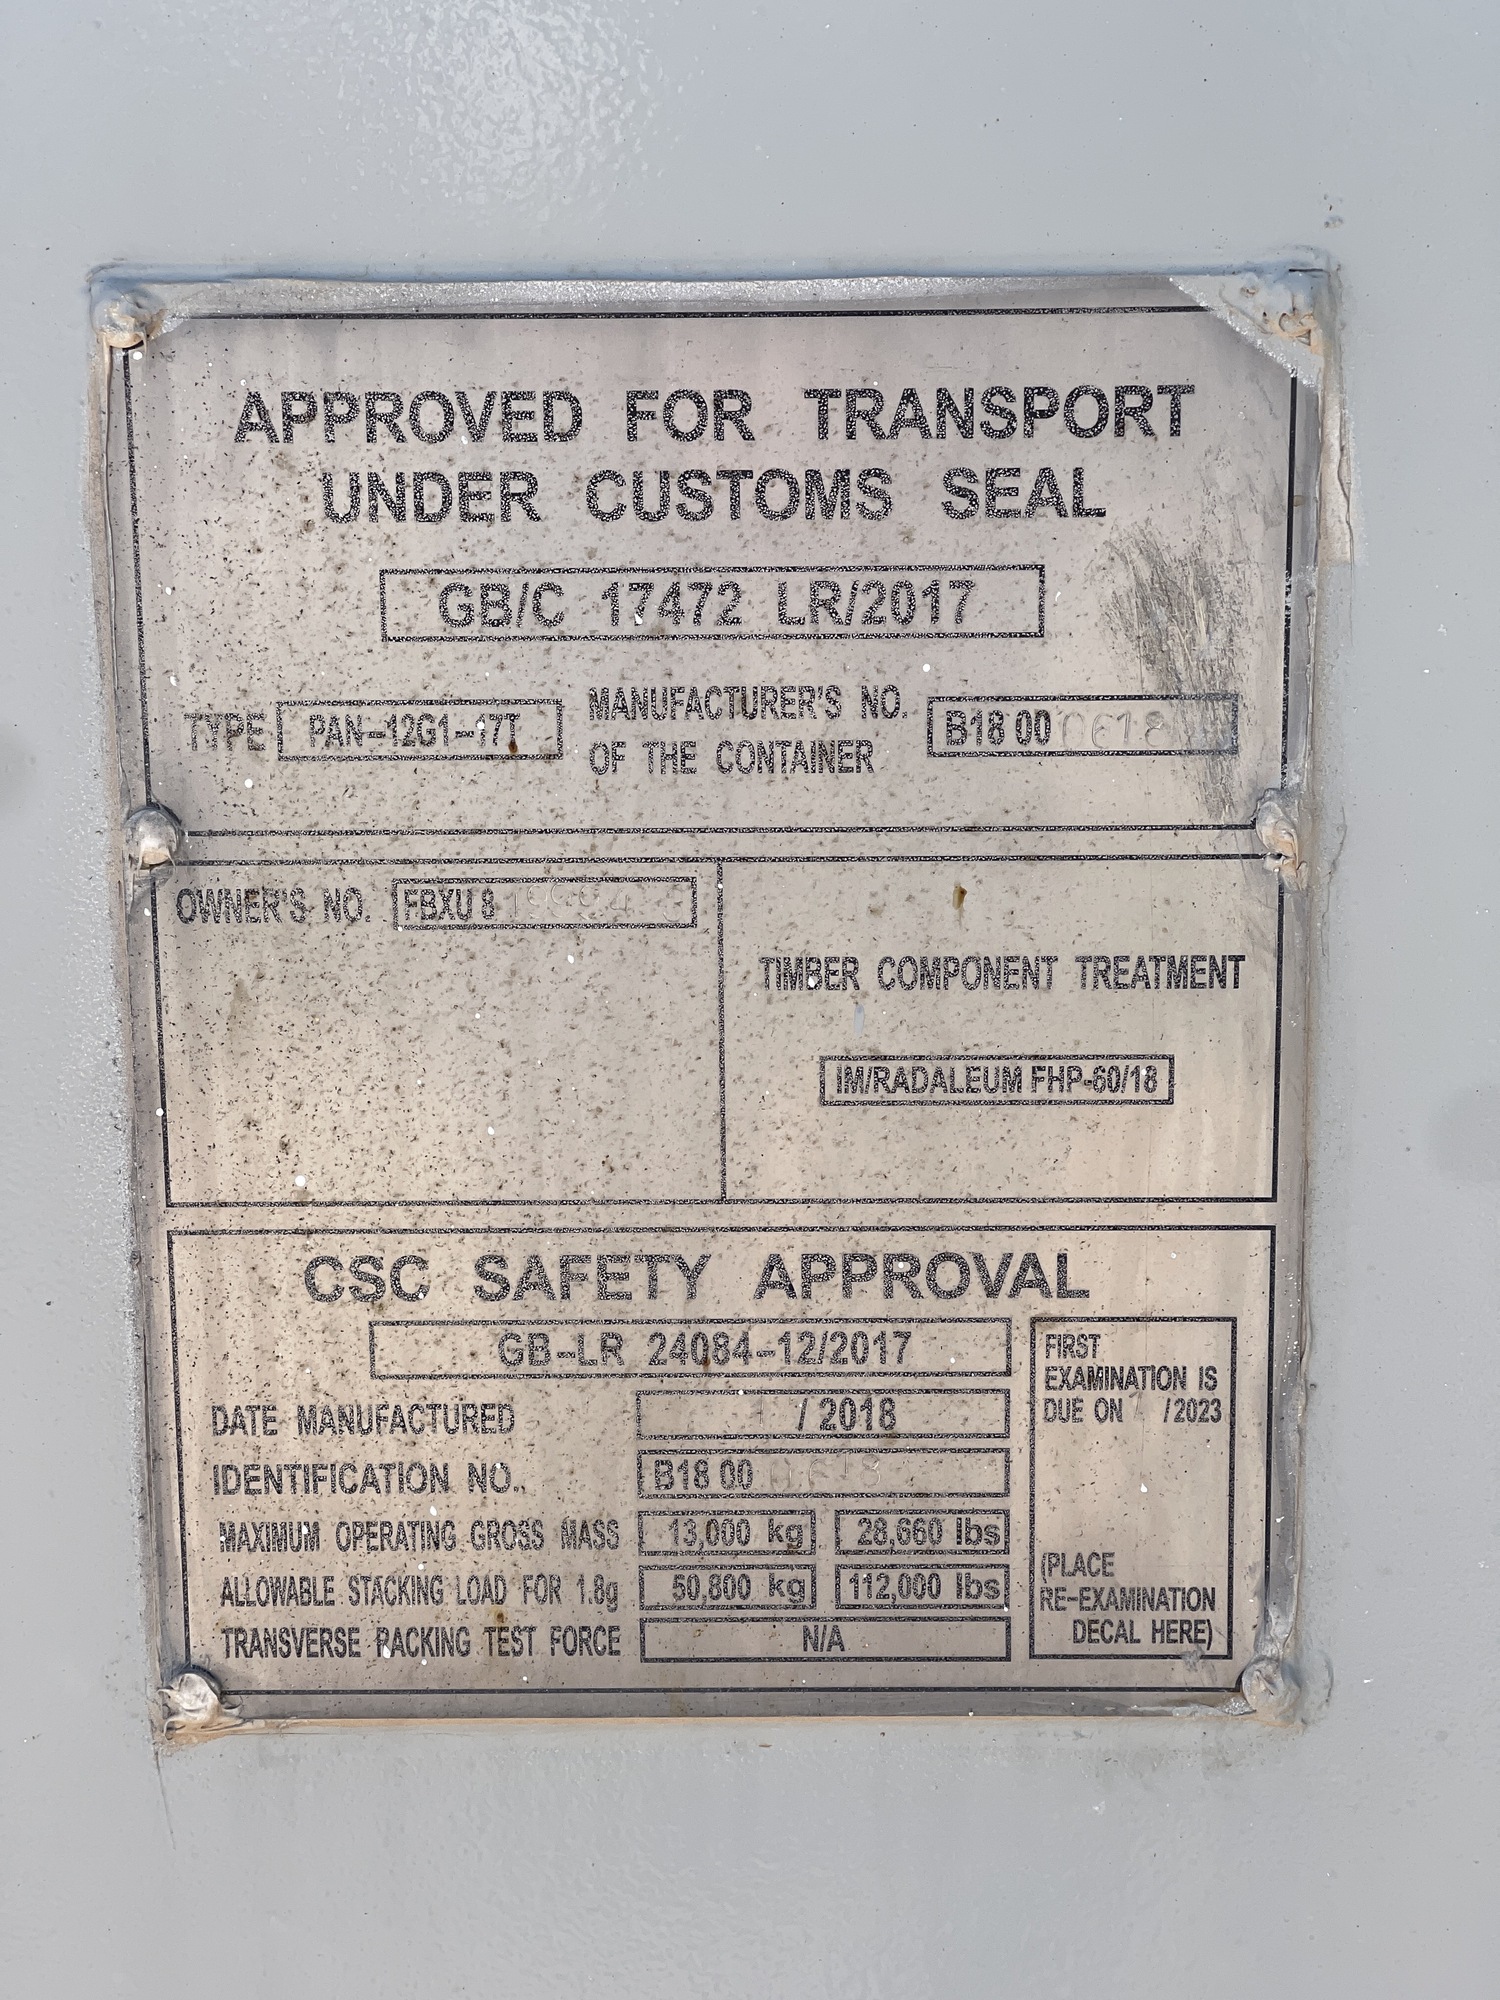 APPROVED FOR TRANSPORT
UNDER CUSTOMS SEAL
GB/C 17472 LR/2017
TYPE PAN-12G1-17T
MANUFACTURER'S NO.
OF THE CONTAINER
B18 00
OWNER'S NO. FBXU 8
TIMBER COMPONENT TREATMENT
IM/RADALEUM FHP-60/18
CSC SAFETY APPROVAL
GB-LR 24084-12/2017
DATE MANUFACTURED / 2018
IDENTIFICATION NO. B18 00
MAXIMUM OPERATING GROSS MASS 13,000 kg 28,660 lbs
ALLOWABLE STACKING LOAD FOR 1.8g 50,800 kg 112,000 lbs
TRANSVERSE RACKING TEST FORCE N/A
FIRST
EXAMINATION IS
DUE ON /2023
(PLACE
RE-EXAMINATION
DECAL HERE)